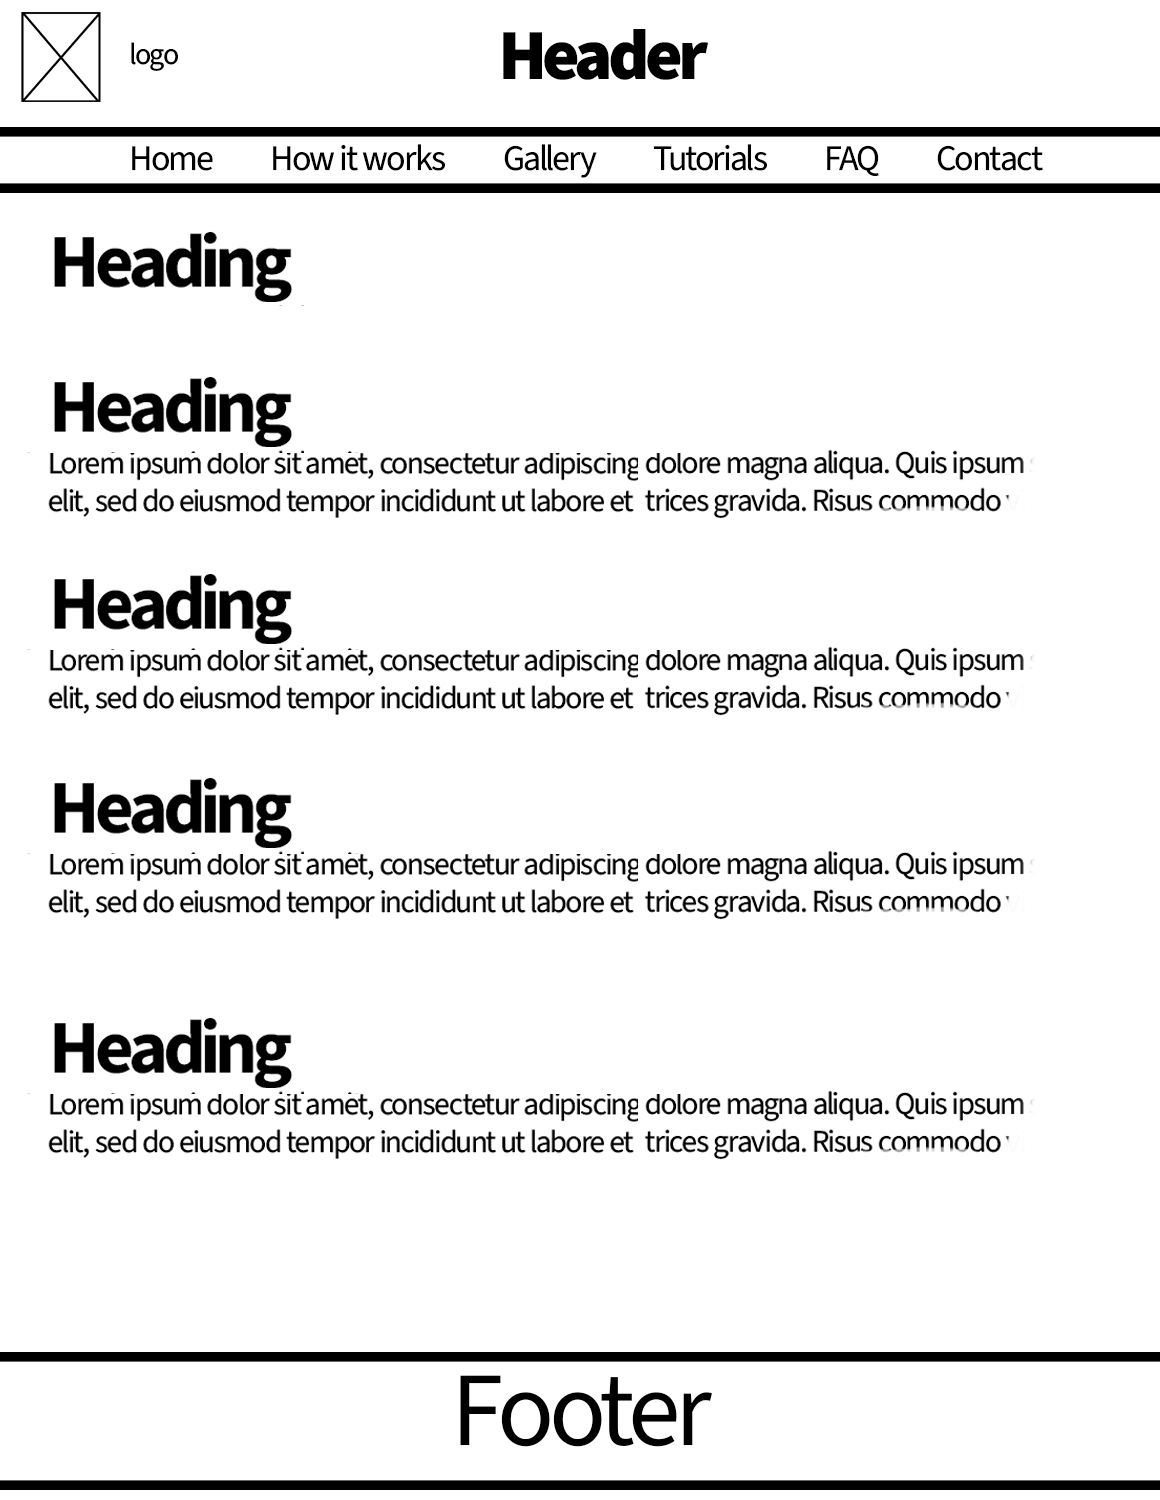 logo
Header
Home How it works Gallery Tutorials FAQ Contact
Heading
Heading
Lorem ipsum dolor sit amet, consectetur adipiscing dolore magna aliqua. Quis ipsum
elit, sed do eiusmod tempor incididunt ut labore et trices gravida. Risus commodo
Heading
Lorem ipsum dolor sit amet, consectetur adipiscing dolore magna aliqua. Quis ipsum
elit, sed do eiusmod tempor incididunt ut labore et trices gravida. Risus commodo
Heading
Lorem ipsum dolor sit amet, consectetur adipiscing dolore magna aliqua. Quis ipsum
elit, sed do eiusmod tempor incididunt ut labore et trices gravida. Risus commodo
Heading
Lorem ipsum dolor sit amet, consectetur adipiscing dolore magna aliqua. Quis ipsum
elit, sed do eiusmod tempor incididunt ut labore et trices gravida. Risus commodo
Footer